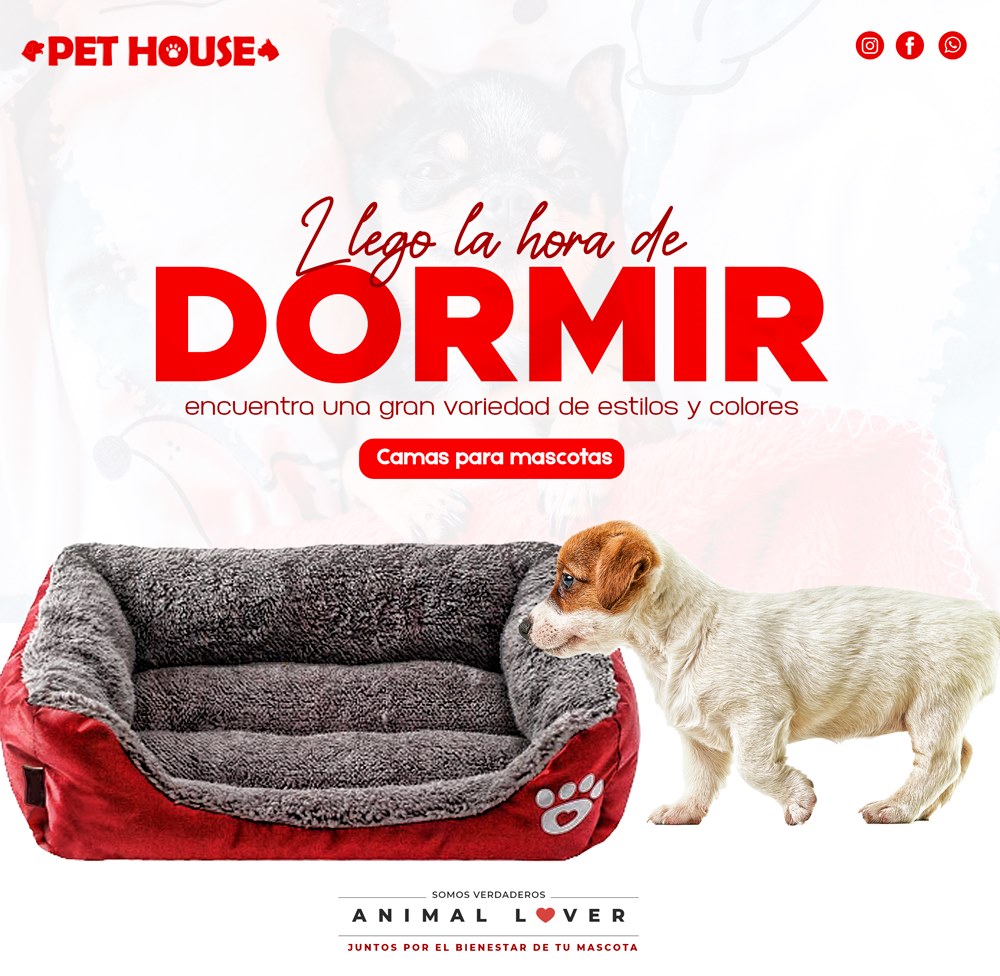 PET HOUSE
Llego la hora de
DORMIR
encuentra una gran variedad de estilos y colores
Camas para mascotas
SOMOS VERDADEROS
ANIMAL L❤VER
JUNTOS POR EL BIENESTAR DE TU MASCOTA